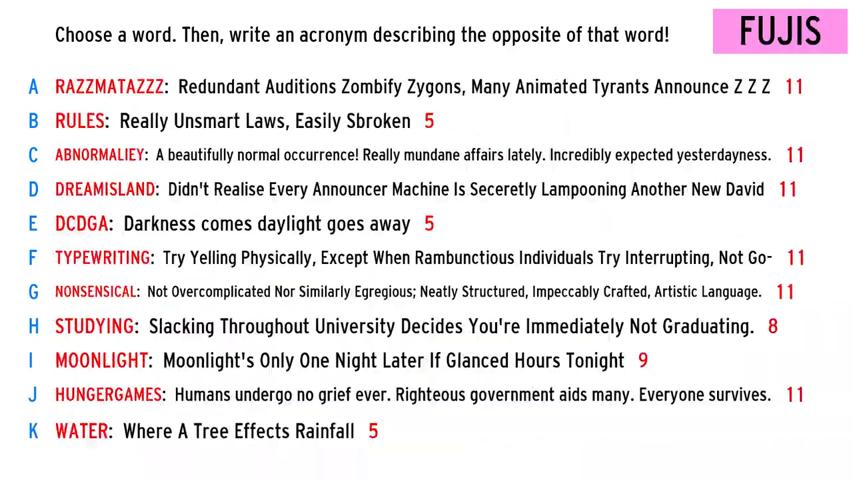 Choose a word. Then, write an acronym describing the opposite of that word!
FUJIS
A RAZZMATAZZZ: Redundant Auditions Zombify Zygons, Many Animated Tyrants Announce Z Z Z 11
B RULES: Really Unsmart Laws, Easily Sbroken 5
C ABNORMALIEY: A beautifully normal occurrence! Really mundane affairs lately. Incredibly expected yesterdayness. 11
D DREAMISLAND: Didn't Realise Every Announcer Machine Is Seceretly Lampooning Another New David 11
E DCDGA: Darkness comes daylight goes away 5
F TYPEWRITING: Try Yelling Physically, Except When Rambunctious Individuals Try Interrupting, Not Go- 11
G NONSENSICAL: Not Overcomplicated Nor Similarly Egregious; Neatly Structured, Impeccably Crafted, Artistic Language. 11
H STUDYING: Slacking Throughout University Decides You're Immediately Not Graduating. 8
I MOONLIGHT: Moonlight's Only One Night Later If Glanced Hours Tonight 9
J HUNGERGAMES: Humans undergo no grief ever. Righteous government aids many. Everyone survives. 11
K WATER: Where A Tree Effects Rainfall 5